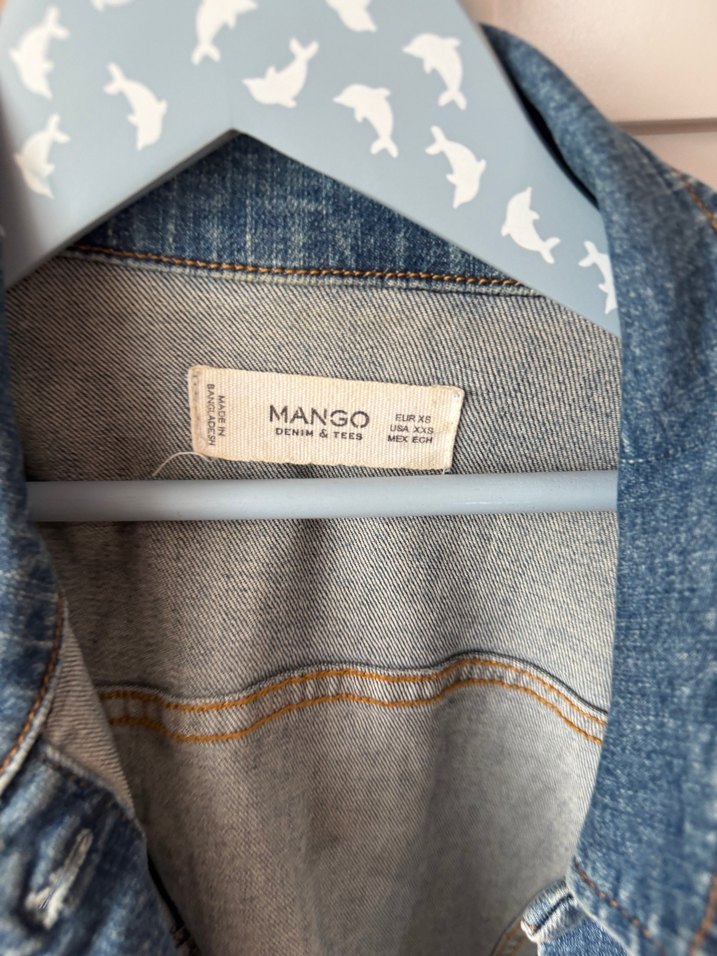 MADE IN
BANGLADESH
MANGO
DENIM & TEES
EUR XS
USA XXS
MEX ECH